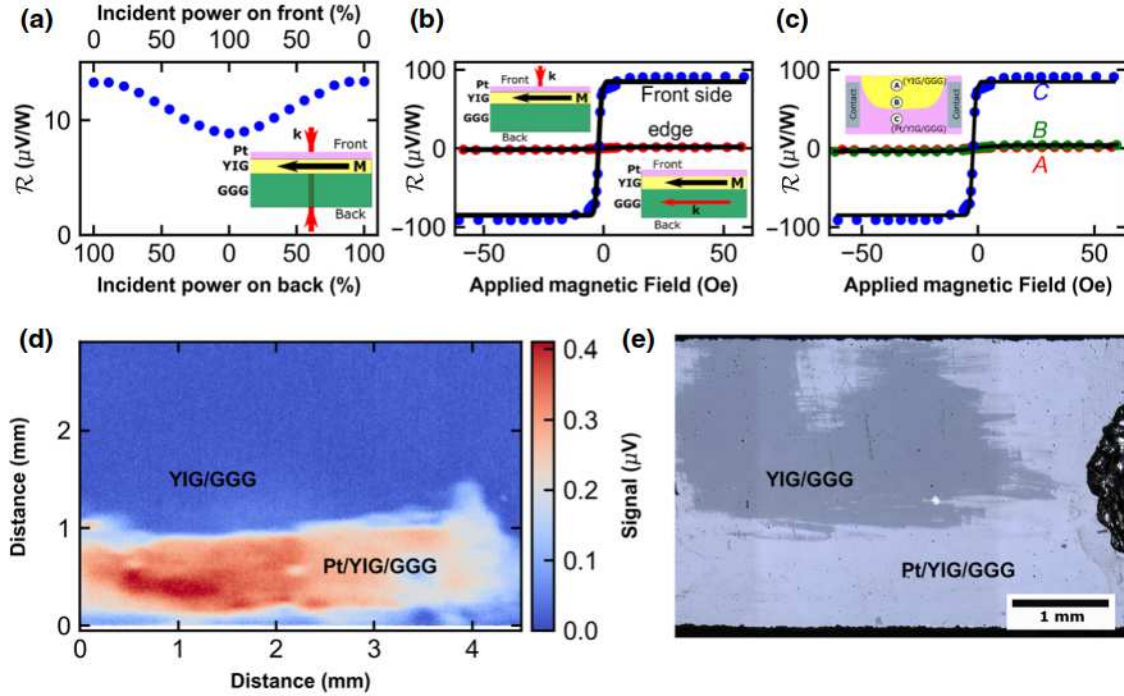 (a)
Incident power on front (%)
0 50 100 50 0
ℛ (μV/W)
10
0
k
Front
Pt
YIG
M
GGG
Back
100 50 0 50 100
Incident power on back (%)
(b)
ℛ (μV/W)
100
0
−100
k
Pt
Front
YIG
M
GGG
Back
Front side
edge
Pt
Front
YIG
M
GGG
k
Back
−50 0 50
Applied magnetic Field (Oe)
(c)
ℛ (μV/W)
100
0
−100
Contact
A
(YIG/GGG)
B
C
(Pt/YIG/GGG)
Contact
C
B
A
−50 0 50
Applied magnetic Field (Oe)
(d)
Distance (mm)
2
1
0
YIG/GGG
Pt/YIG/GGG
0 1 2 3 4
Distance (mm)
0.4
0.3
0.2
0.1
0.0
Signal (μV)
(e)
YIG/GGG
Pt/YIG/GGG
1 mm